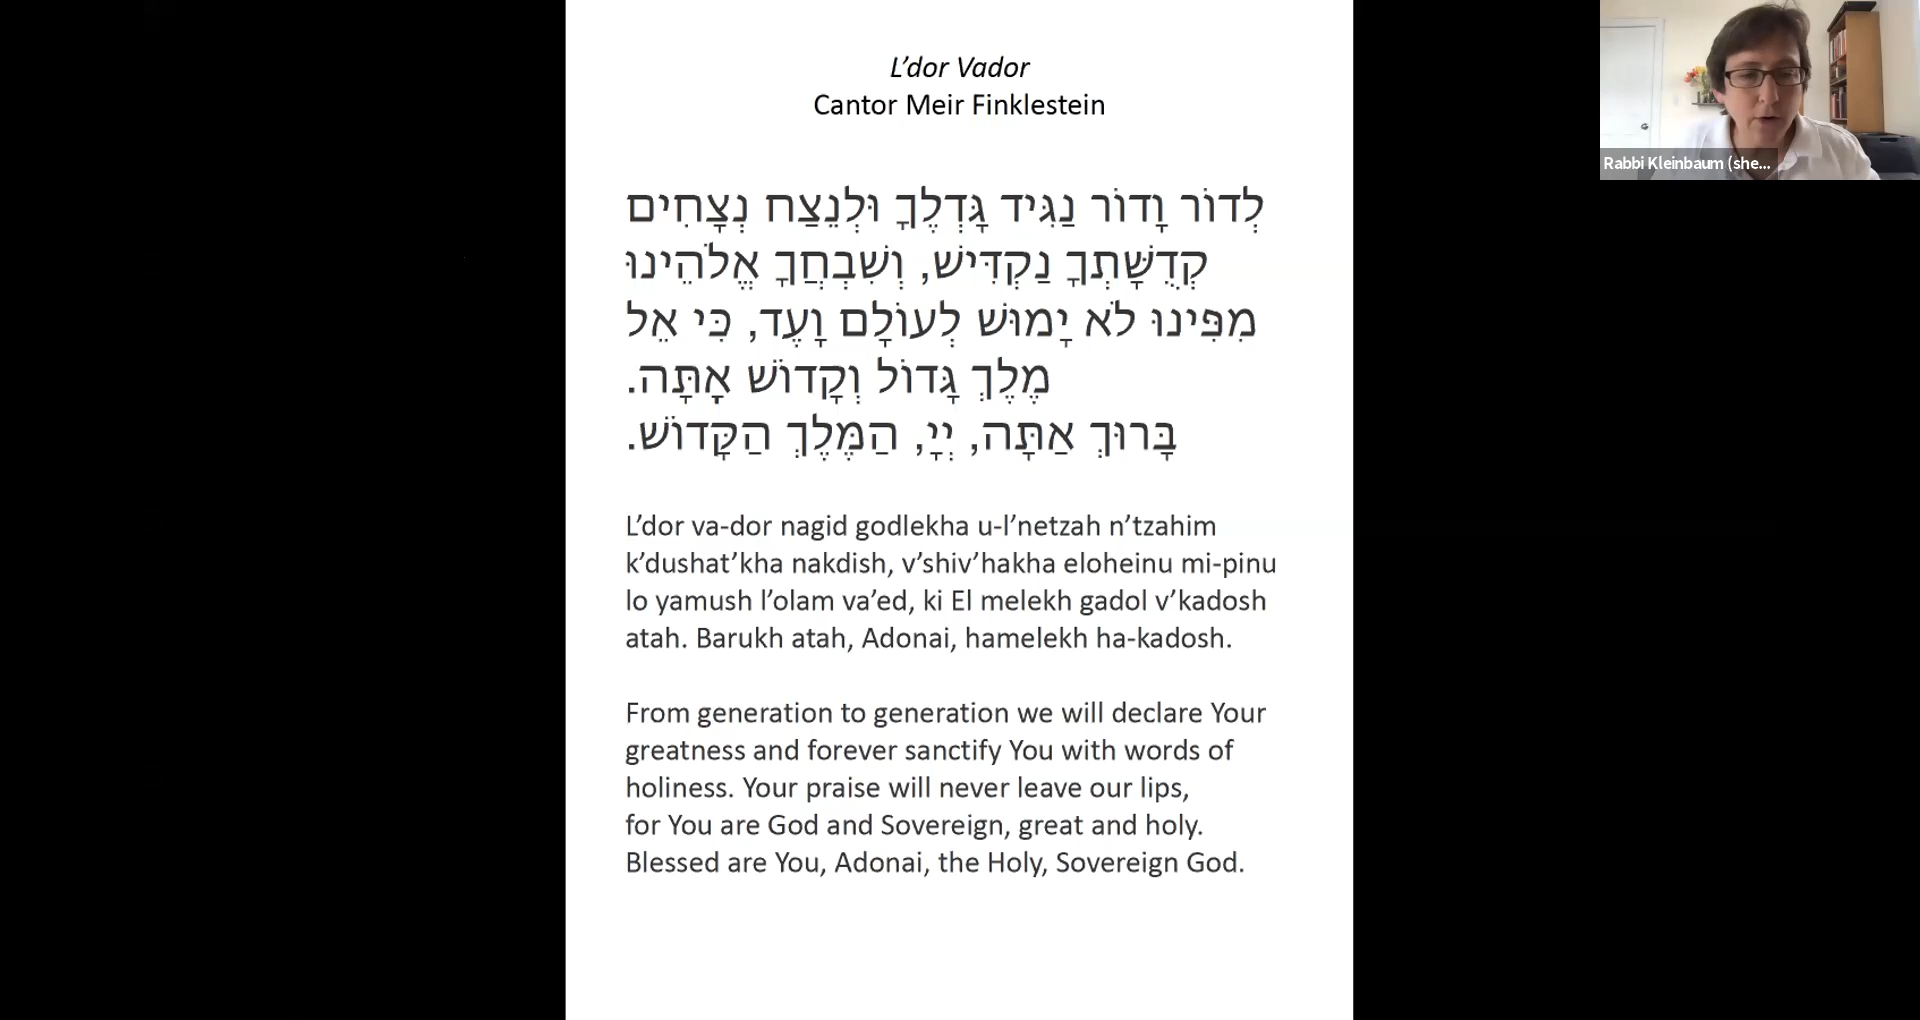 L’dor Vador
Cantor Meir Finklestein
לְדוֹר וָדוֹר נַגִּיד גָּדְלֶךָ וּלְנֵצַח נְצָחִים
קְדֻשָּׁתְךָ נַקְדִּישׁ, וְשִׁבְחֲךָ אֱלֹהֵינוּ
מִפִּינוּ לֹא יָמוּשׁ לְעוֹלָם וָעֶד, כִּי אֵל
מֶלֶךְ גָּדוֹל וְקָדוֹשׁ אָתָּה.
בָּרוּךְ אַתָּה, יְיָ, הַמֶּלֶךְ הַקָּדוֹשׁ.
L’dor va-dor nagid godlekha u-l’netzah n’tzahim
k’dushat’kha nakdish, v’shiv’hakha eloheinu mi-pinu
lo yamush l’olam va’ed, ki El melekh gadol v’kadosh
atah. Barukh atah, Adonai, hamelekh ha-kadosh.
From generation to generation we will declare Your
greatness and forever sanctify You with words of
holiness. Your praise will never leave our lips,
for You are God and Sovereign, great and holy.
Blessed are You, Adonai, the Holy, Sovereign God.
Rabbi Kleinbaum (she...